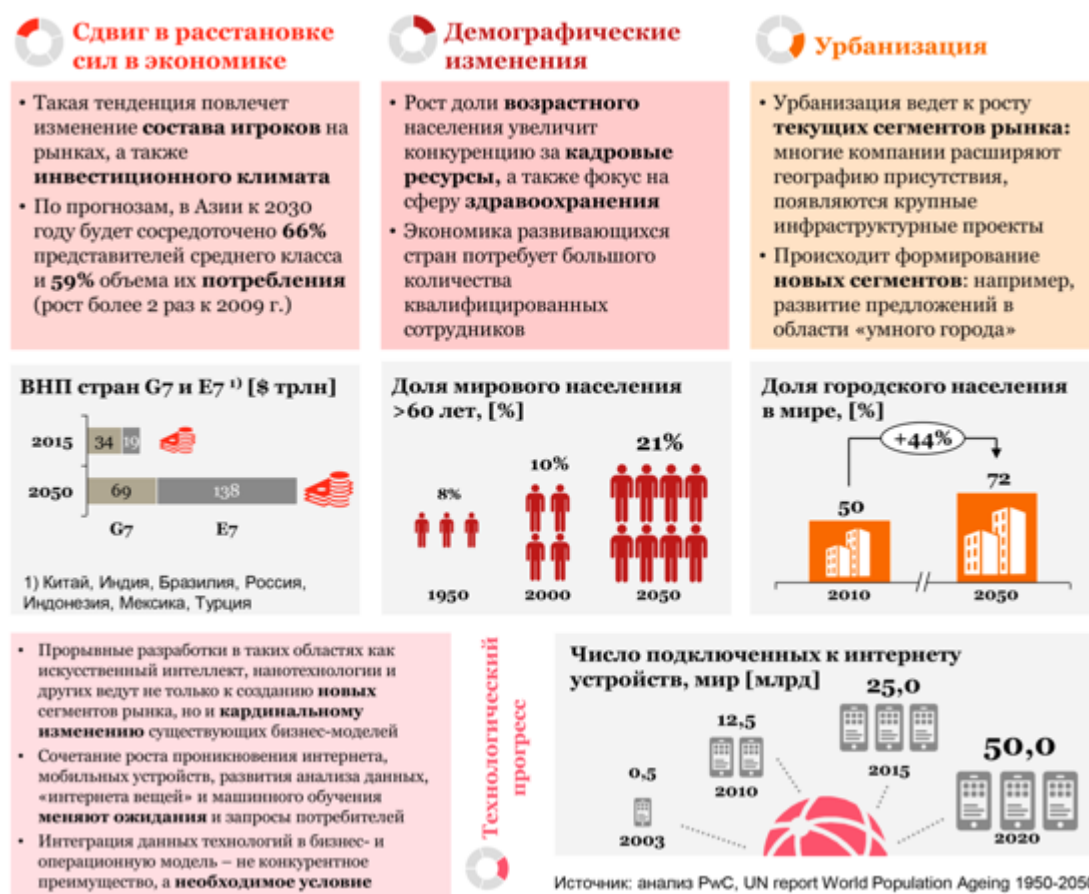 Сдвиг в расстановке
сил в экономике
• Такая тенденция повлечет
изменение состава игроков на
рынках, а также
инвестиционного климата
• По прогнозам, в Азии к 2030
году будет сосредоточено 66%
представителей среднего класса
и 59% объема их потребления
(рост более 2 раз к 2009 г.)
ВНП стран G7 и E7 ¹⁾ [$ трлн]
2015 34 19
2050 69 138
G7 E7
1) Китай, Индия, Бразилия, Россия,
Индонезия, Мексика, Турция
Демографические
изменения
• Рост доли возрастного
населения увеличит
конкуренцию за кадровые
ресурсы, а также фокус на
сферу здравоохранения
• Экономика развивающихся
стран потребует большого
количества
квалифицированных
сотрудников
Доля мирового населения
>60 лет, [%]
8% 10% 21%
1950 2000 2050
Урбанизация
• Урбанизация ведет к росту
текущих сегментов рынка:
многие компании расширяют
географию присутствия,
появляются крупные
инфраструктурные проекты
• Происходит формирование
новых сегментов: например,
развитие предложений в
области «умного города»
Доля городского населения
в мире, [%]
+44%
50 72
2010 2050
• Прорывные разработки в таких областях как
искусственный интеллект, нанотехнологии и
других ведут не только к созданию новых
сегментов рынка, но и кардинальному
изменению существующих бизнес-моделей
• Сочетание роста проникновения интернета,
мобильных устройств, развития анализа данных,
«интернета вещей» и машинного обучения
меняют ожидания и запросы потребителей
• Интеграция данных технологий в бизнес- и
операционную модель – не конкурентное
преимущество, а необходимое условие
Технологический
прогресс
Число подключенных к интернету
устройств, мир [млрд]
0,5
2003
12,5
2010
25,0
2015
50,0
2020
Источник: анализ PwC, UN report World Population Ageing 1950-2050